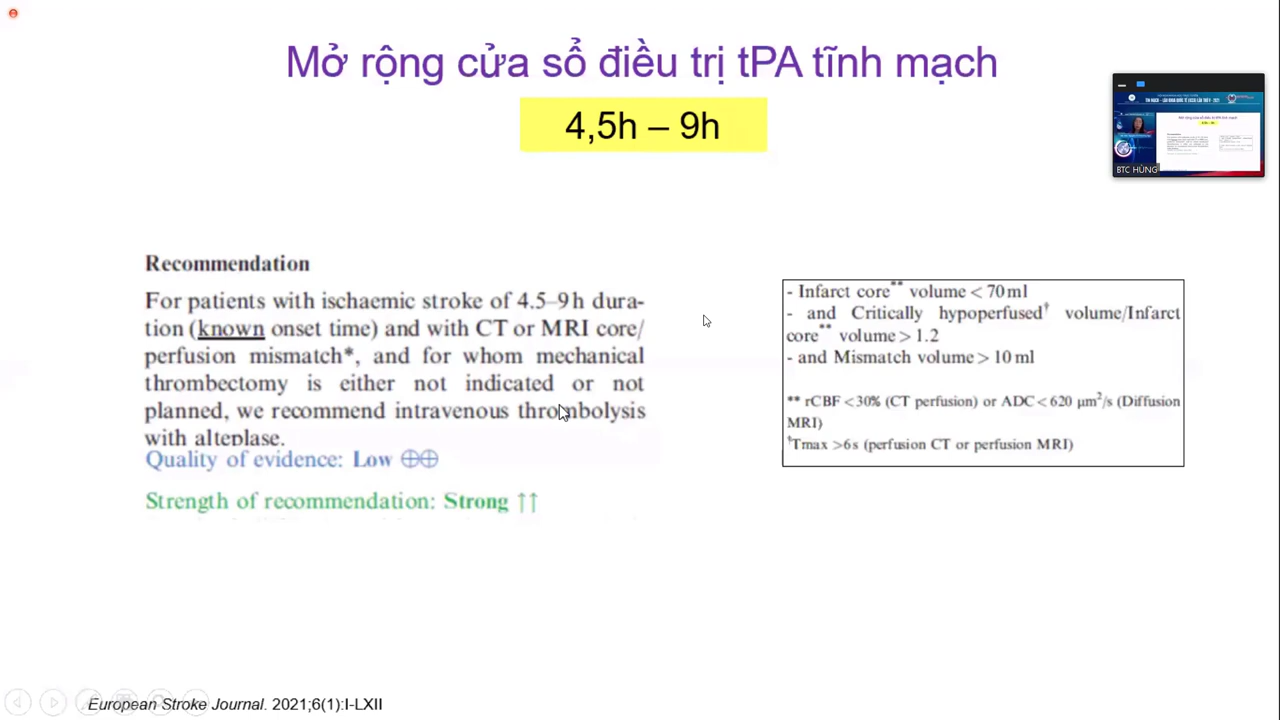 Mở rộng cửa sổ điều trị tPA tĩnh mạch
4,5h – 9h
BTC HÙNG
Recommendation
For patients with ischaemic stroke of 4.5–9 h dura-
tion (known onset time) and with CT or MRI core/
perfusion mismatch*, and for whom mechanical
thrombectomy is either not indicated or not
planned, we recommend intravenous thrombolysis
with alteplase.
Quality of evidence: Low ⊕⊕
Strength of recommendation: Strong ↑↑
- Infarct core** volume < 70 ml
- and Critically hypoperfused† volume/Infarct
core** volume > 1.2
- and Mismatch volume > 10 ml
** rCBF <30% (CT perfusion) or ADC < 620 µm²/s (Diffusion
MRI)
†Tmax >6 s (perfusion CT or perfusion MRI)
European Stroke Journal. 2021;6(1):I-LXII